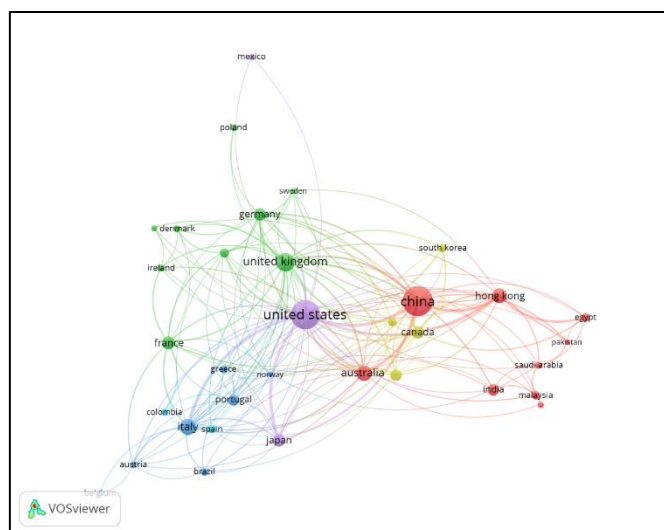 mexico
poland
sweden
germany
denmark
south korea
united kingdom
ireland
china
hong kong
united states
egypt
canada
france
pakistan
greece
norway
australia
saudi arabia
india
malaysia
portugal
colombia
italy
spain
japan
austria
brazil
belgium
VOSviewer